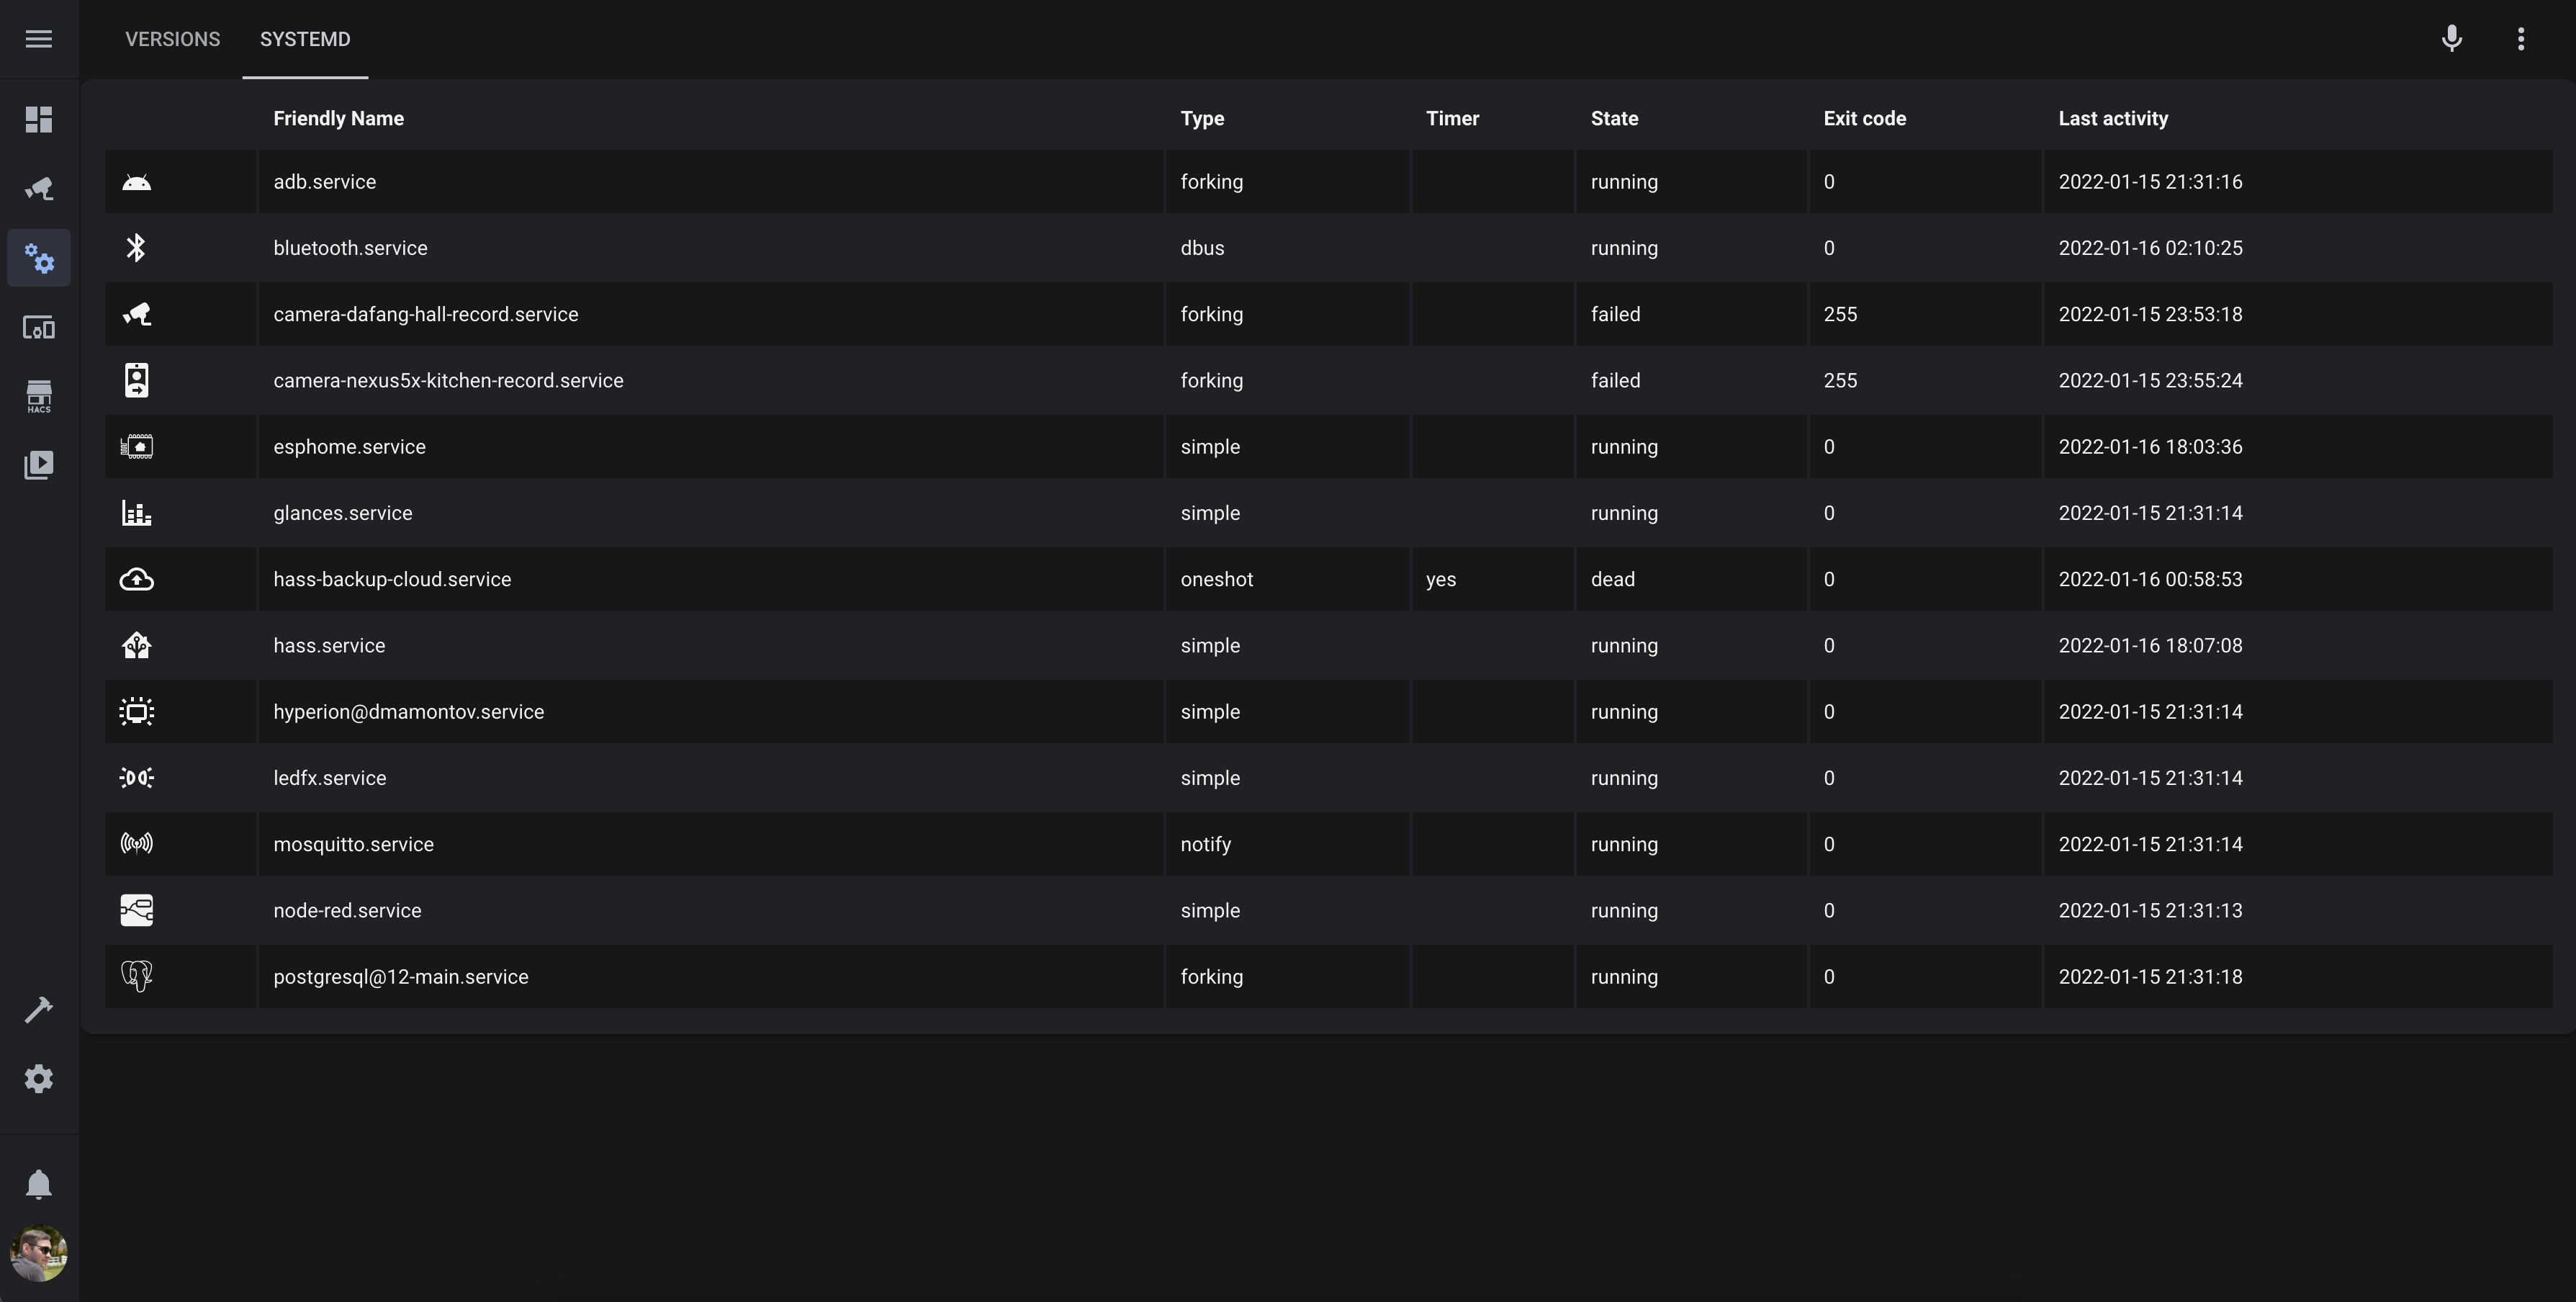 VERSIONS SYSTEMD
Friendly Name Type Timer State Exit code Last activity
adb.service forking running 0 2022-01-15 21:31:16
bluetooth.service dbus running 0 2022-01-16 02:10:25
camera-dafang-hall-record.service forking failed 255 2022-01-15 23:53:18
camera-nexus5x-kitchen-record.service forking failed 255 2022-01-15 23:55:24
HACS
esphome.service simple running 0 2022-01-16 18:03:36
glances.service simple running 0 2022-01-15 21:31:14
hass-backup-cloud.service oneshot yes dead 0 2022-01-16 00:58:53
hass.service simple running 0 2022-01-16 18:07:08
hyperion@dmamontov.service simple running 0 2022-01-15 21:31:14
ledfx.service simple running 0 2022-01-15 21:31:14
mosquitto.service notify running 0 2022-01-15 21:31:14
node-red.service simple running 0 2022-01-15 21:31:13
postgresql@12-main.service forking running 0 2022-01-15 21:31:18